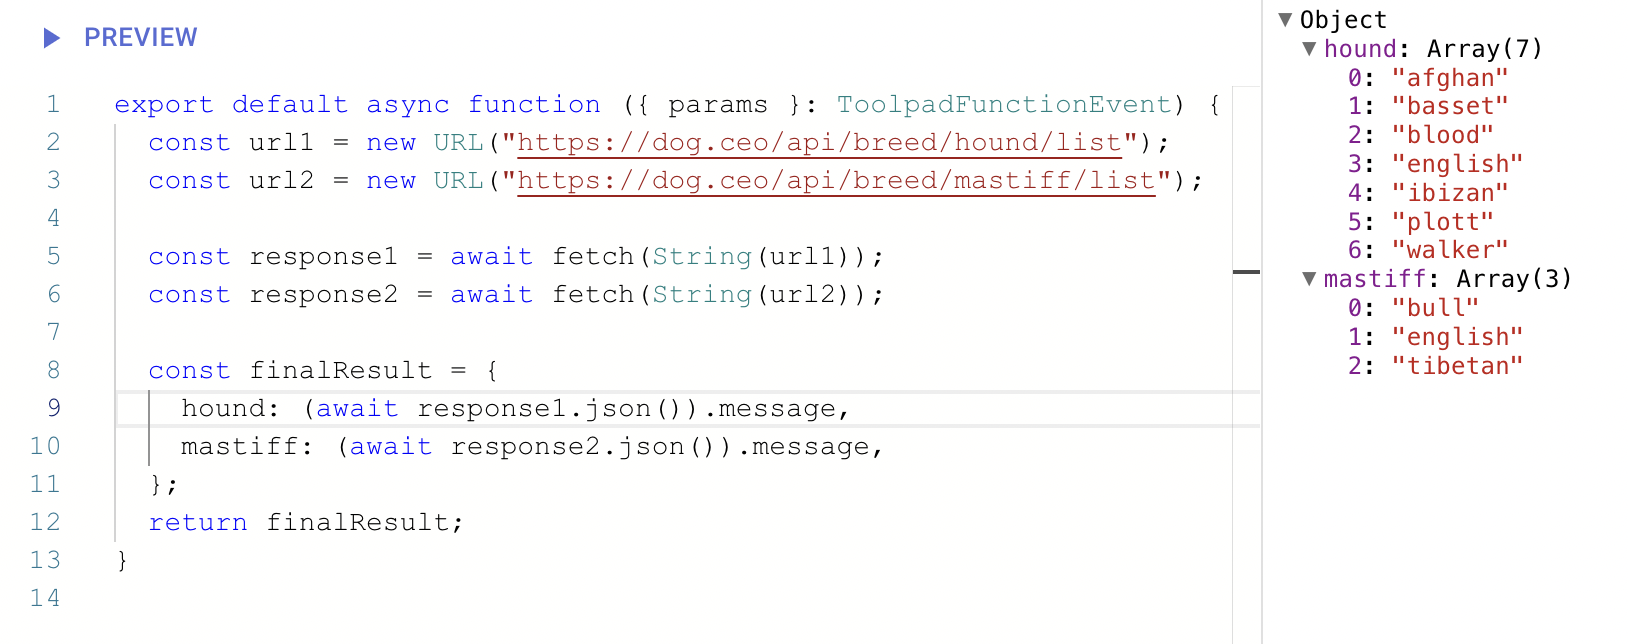 PREVIEW
1 export default async function ({ params }: ToolpadFunctionEvent) {
2 const url1 = new URL("https://dog.ceo/api/breed/hound/list");
3 const url2 = new URL("https://dog.ceo/api/breed/mastiff/list");
4
5 const response1 = await fetch(String(url1));
6 const response2 = await fetch(String(url2));
7
8 const finalResult = {
9 hound: (await response1.json()).message,
10 mastiff: (await response2.json()).message,
11 };
12 return finalResult;
13 }
14
Object
hound: Array(7)
0: "afghan"
1: "basset"
2: "blood"
3: "english"
4: "ibizan"
5: "plott"
6: "walker"
mastiff: Array(3)
0: "bull"
1: "english"
2: "tibetan"